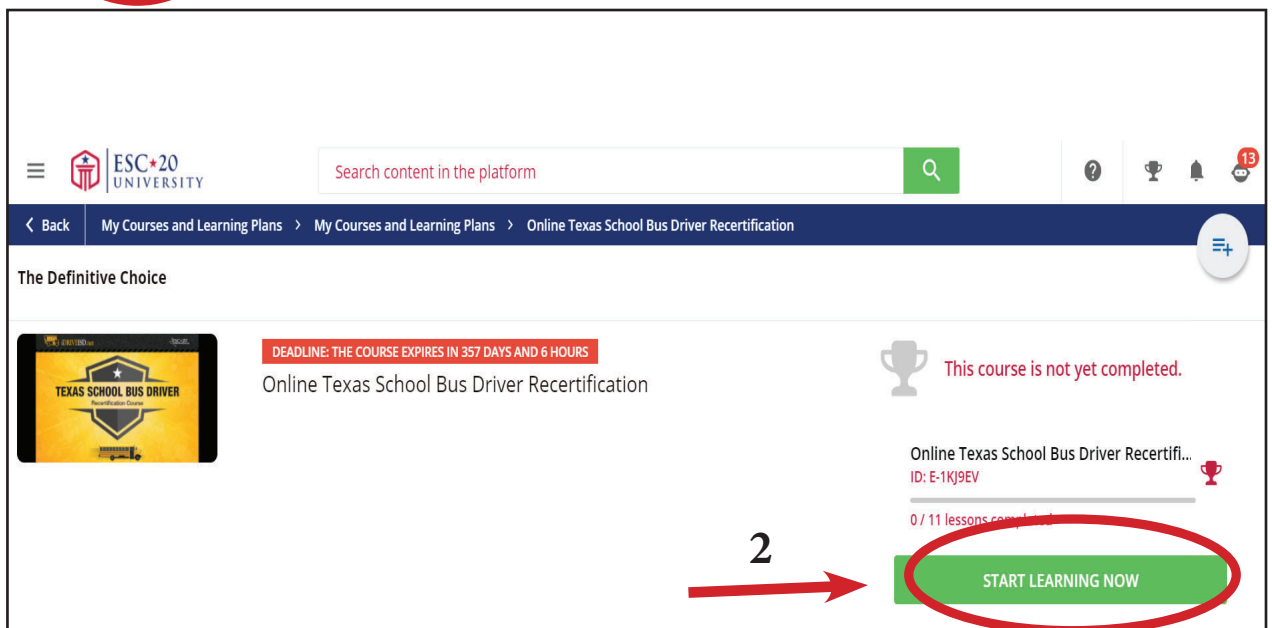 ESC★20
UNIVERSITY
Search content in the platform
13
Back
My Courses and Learning Plans > My Courses and Learning Plans > Online Texas School Bus Driver Recertification
The Definitive Choice
TEXAS SCHOOL BUS DRIVER
Recertification Course
DEADLINE: THE COURSE EXPIRES IN 357 DAYS AND 6 HOURS
Online Texas School Bus Driver Recertification
This course is not yet completed.
Online Texas School Bus Driver Recertifi...
ID: E-1KJ9EV
0 / 11 lessons completed
2
START LEARNING NOW